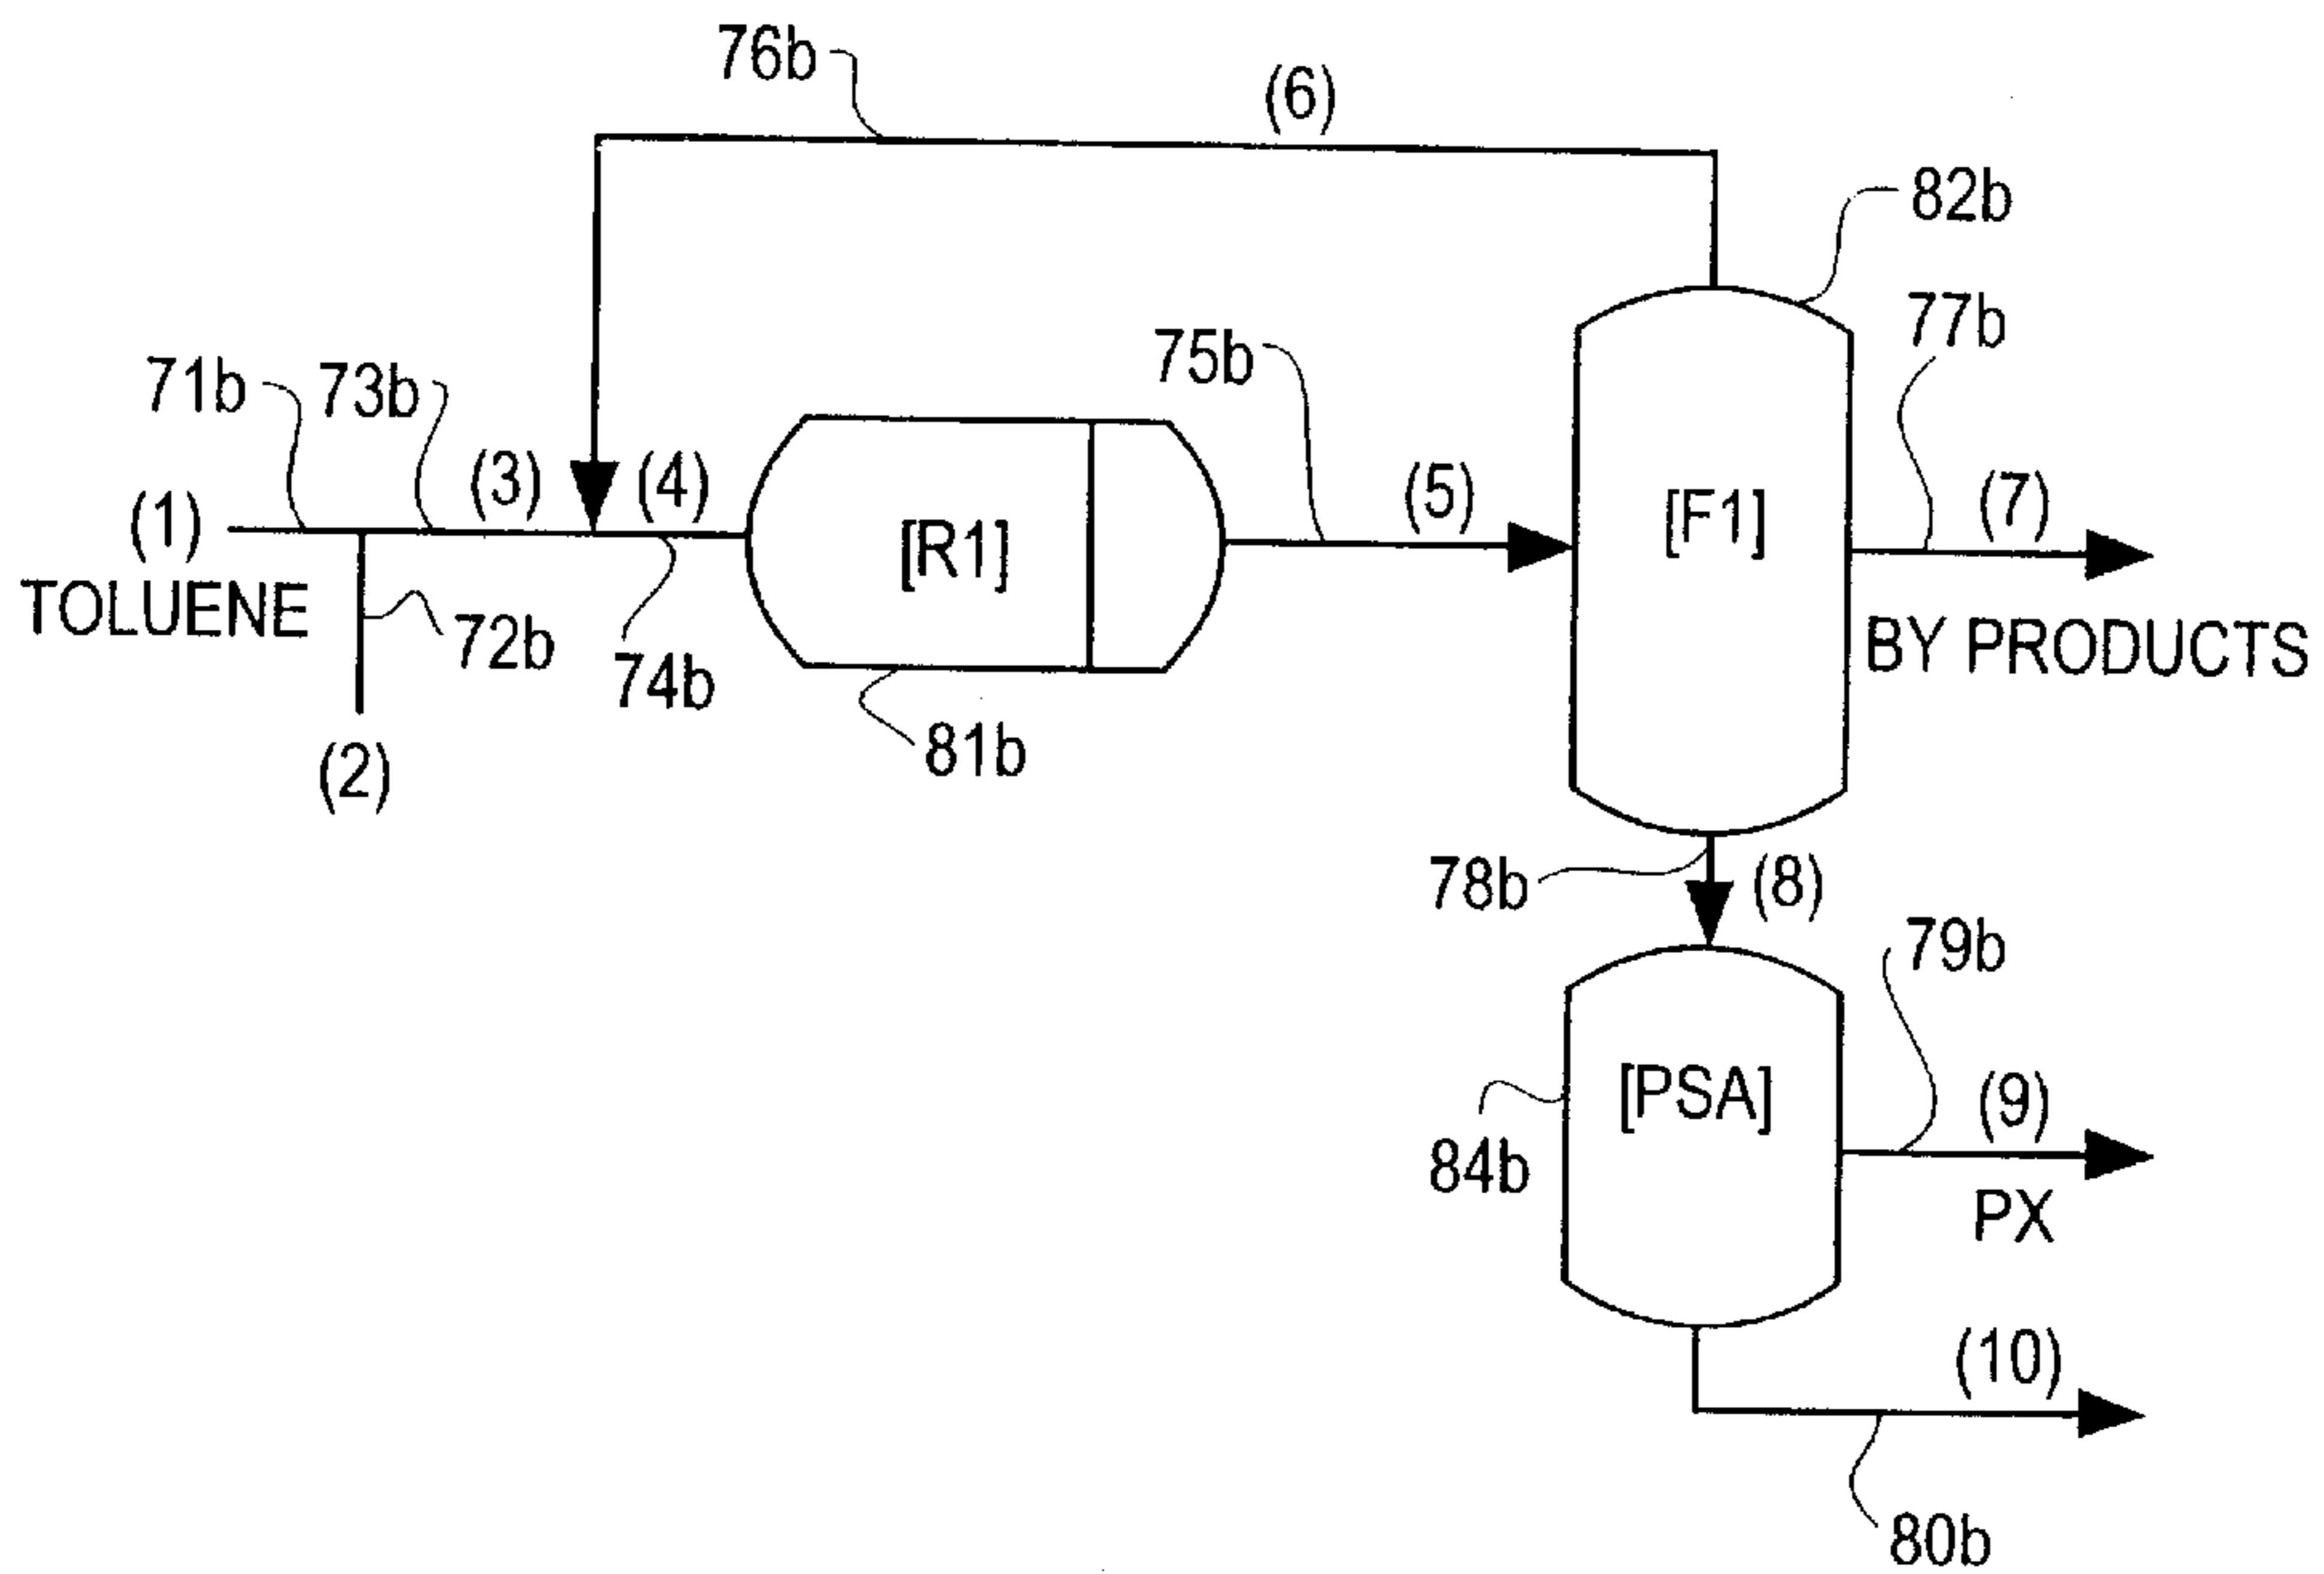 76b
(6)
82b
77b
75b
71b
73b
(3)
(4)
(5)
[F1]
(7)
(1)
[R1]
TOLUENE
72b
74b
BY PRODUCTS
81b
(2)
78b
(8)
79b
[PSA]
(9)
84b
PX
(10)
80b